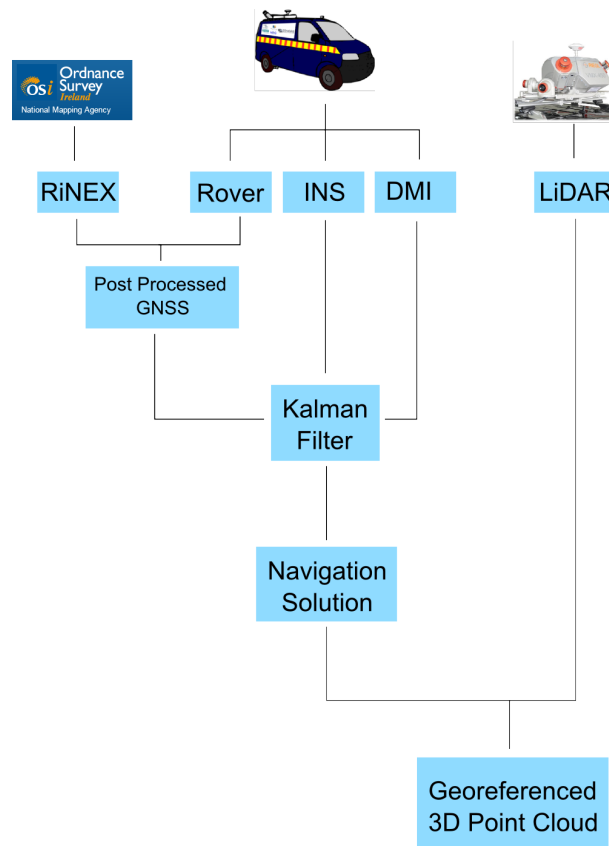 osi Ordnance
Survey
Ireland
National Mapping Agency
RiNEX
Rover
INS
DMI
LiDAR
Post Processed
GNSS
Kalman
Filter
Navigation
Solution
Georeferenced
3D Point Cloud